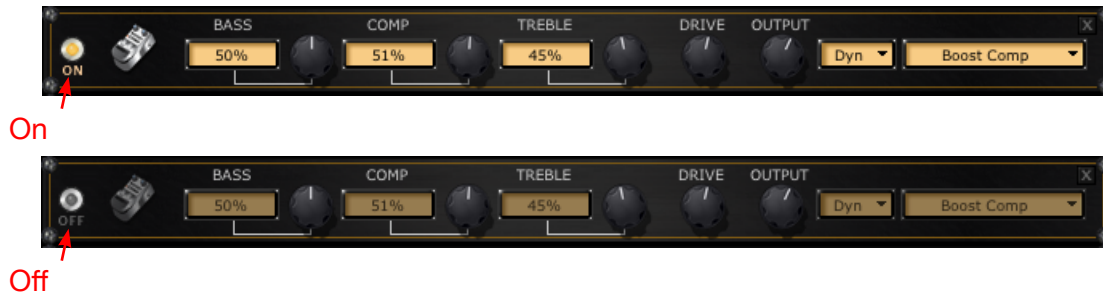 BASS COMP TREBLE DRIVE OUTPUT X
50% 51% 45% Dyn Boost Comp
ON
On
BASS COMP TREBLE DRIVE OUTPUT X
50% 51% 45% Dyn Boost Comp
OFF
Off